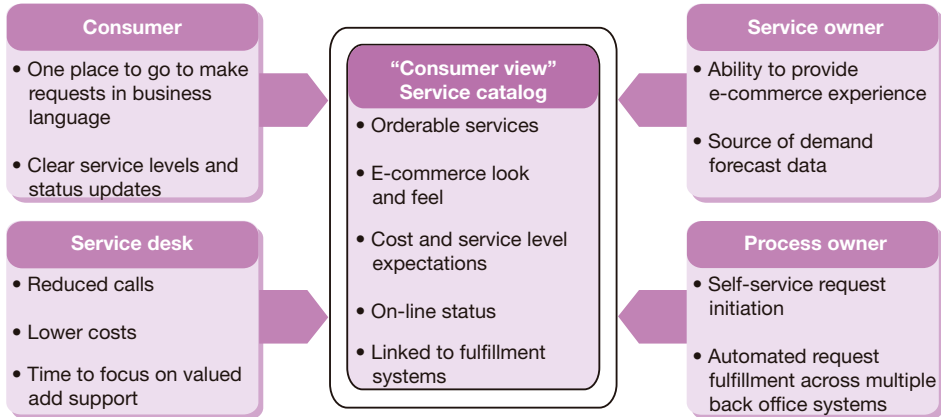 Consumer
• One place to go to make
requests in business
language
• Clear service levels and
status updates
Service desk
• Reduced calls
• Lower costs
• Time to focus on valued
add support
“Consumer view”
Service catalog
• Orderable services
• E-commerce look
and feel
• Cost and service level
expectations
• On-line status
• Linked to fulfillment
systems
Service owner
• Ability to provide
e-commerce experience
• Source of demand
forecast data
Process owner
• Self-service request
initiation
• Automated request
fulfillment across multiple
back office systems